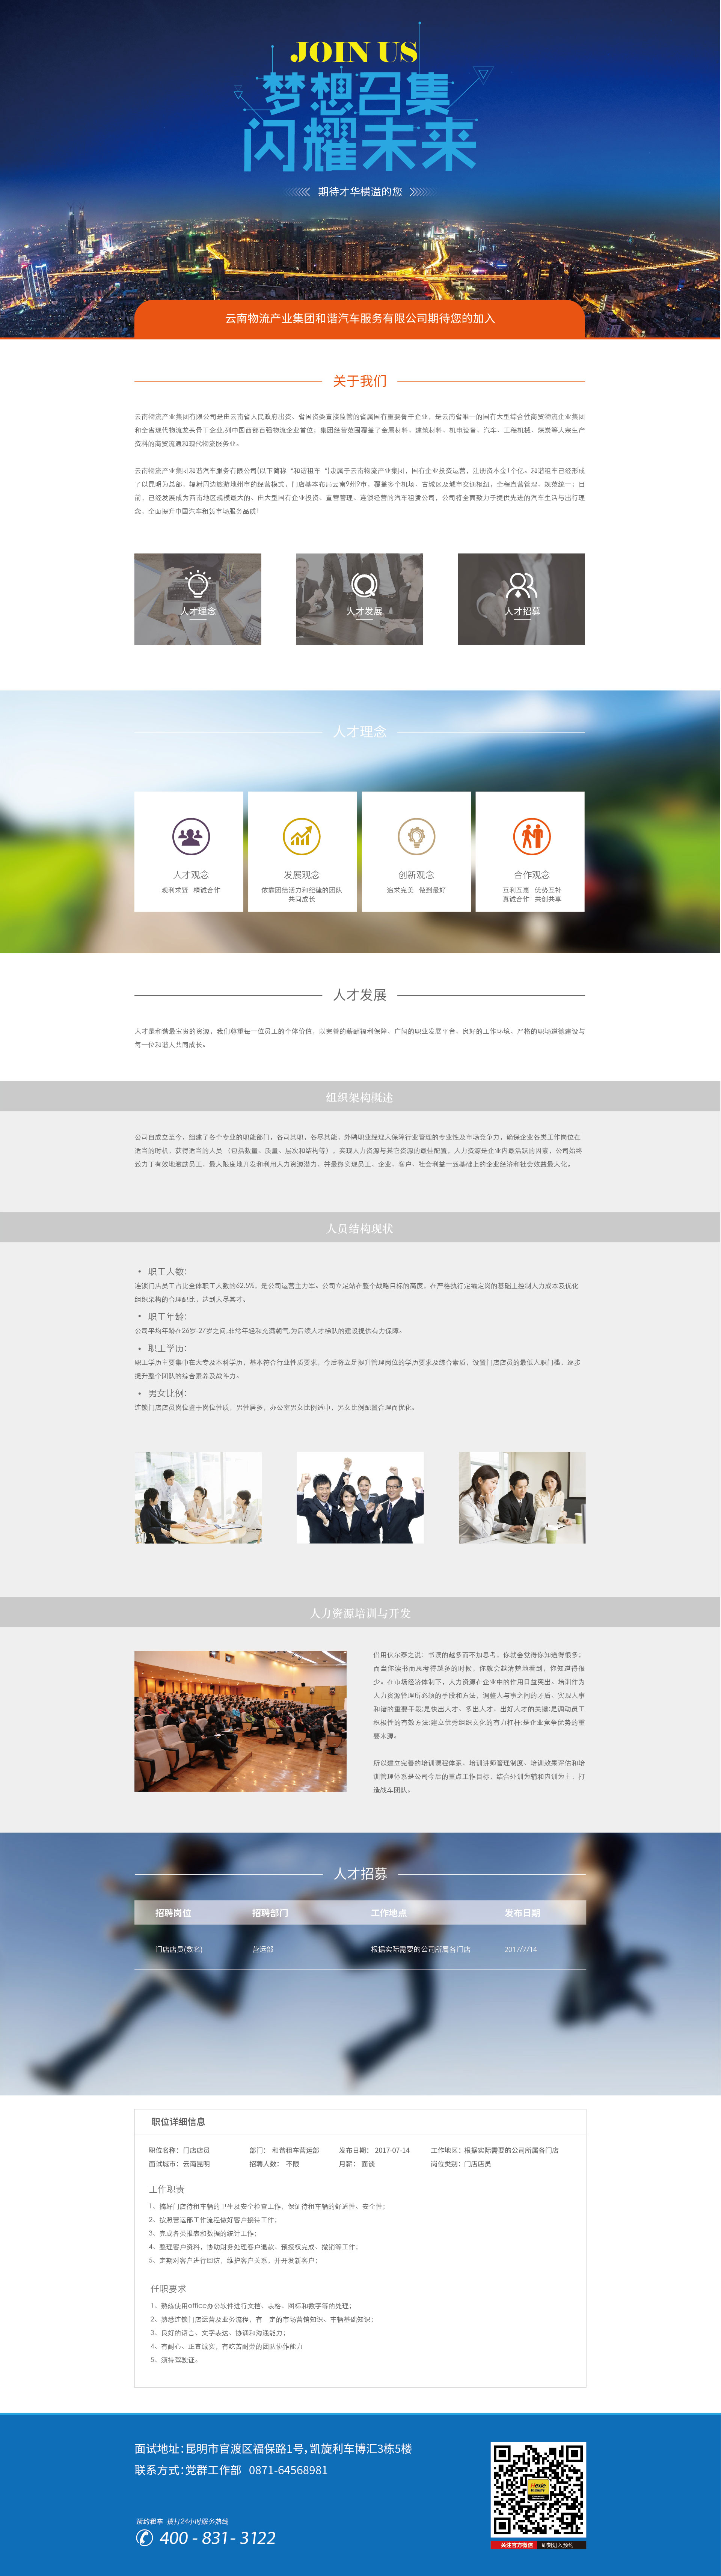 JOIN US
梦想召集
闪耀未来
期待才华横溢的您
云南物流产业集团和谐汽车服务有限公司期待您的加入
关于我们
云南物流产业集团有限公司是由云南省人民政府出资、省国资委直接监管的省属国有重要骨干企业，是云南省唯一的国有大型综合性商贸物流企业集团
和全省现代物流龙头骨干企业,列中国西部百强物流企业首位；集团经营范围覆盖了金属材料、建筑材料、机电设备、汽车、工程机械、煤炭等大宗生产
资料的商贸流通和现代物流服务业。
云南物流产业集团和谐汽车服务有限公司(以下简称“和谐租车“)隶属于云南物流产业集团，国有企业投资运营，注册资本金1个亿。和谐租车已经形成
了以昆明为总部，辐射周边旅游地州市的经营模式，门店基本布局云南9州9市，覆盖多个机场、古城区及城市交通枢纽，全程直营管理、规范统一；目
前，已经发展成为西南地区规模最大的、由大型国有企业投资、直营管理、连锁经营的汽车租赁公司，公司将全面致力于提供先进的汽车生活与出行理
念，全面提升中国汽车租赁市场服务品质!
人才理念
人才发展
人才招募
人才理念
人才观念
观利求贤 精诚合作
发展观念
依靠团结活力和纪律的团队
共同成长
创新观念
追求完美 做到最好
合作观念
互利互惠 优势互补
真诚合作 共创共享
人才发展
人才是和谐最宝贵的资源，我们尊重每一位员工的个体价值，以完善的薪酬福利保障、广阔的职业发展平台、良好的工作环境、严格的职场道德建设与
每一位和谐人共同成长。
组织架构概述
公司自成立至今，组建了各个专业的职能部门，各司其职，各尽其能，外聘职业经理人保障行业管理的专业性及市场竞争力，确保企业各类工作岗位在
适当的时机，获得适当的人员 （包括数量、质量、层次和结构等），实现人力资源与其它资源的最佳配置，人力资源是企业内最活跃的因素，公司始终
致力于有效地激励员工，最大限度地开发和利用人力资源潜力，并最终实现员工、企业、客户、社会利益一致基础上的企业经济和社会效益最大化。
人员结构现状
• 职工人数:
连锁门店员工占比全体职工人数的62.5%，是公司运营主力军。公司立足站在整个战略目标的高度，在严格执行定编定岗的基础上控制人力成本及优化
组织架构的合理配比，达到人尽其才。
• 职工年龄:
公司平均年龄在26岁-27岁之间,非常年轻和充满朝气,为后续人才梯队的建设提供有力保障。
• 职工学历:
职工学历主要集中在大专及本科学历，基本符合行业性质要求，今后将立足提升管理岗位的学历要求及综合素质，设置门店店员的最低入职门槛，逐步
提升整个团队的综合素养及战斗力。
• 男女比例:
连锁门店店员岗位鉴于岗位性质，男性居多，办公室男女比例适中，男女比例配置合理而优化。
人力资源培训与开发
借用伏尔泰之说：书读的越多而不加思考，你就会觉得你知道得很多；
而当你读书而思考得越多的时候，你就会越清楚地看到，你知道得很
少。在市场经济体制下，人力资源在企业中的作用日益突出。培训作为
人力资源管理所必须的手段和方法，调整人与事之间的矛盾、实现人事
和谐的重要手段;是快出人才、多出人才、出好人才的关键;是调动员工
积极性的有效方法;建立优秀组织文化的有力杠杆;是企业竞争优势的重
要来源。
所以建立完善的培训课程体系、培训讲师管理制度、培训效果评估和培
训管理体系是公司今后的重点工作目标，结合外训为辅和内训为主，打
造战车团队。
人才招募
招聘岗位 招聘部门 工作地点 发布日期
门店店员(数名) 营运部 根据实际需要的公司所属各门店 2017/7/14
职位详细信息
职位名称：门店店员 部门： 和谐租车营运部 发布日期： 2017-07-14 工作地区：根据实际需要的公司所属各门店
面试城市：云南昆明 招聘人数： 不限 月薪： 面谈 岗位类别：门店店员
工作职责
1、搞好门店待租车辆的卫生及安全检查工作，保证待租车辆的舒适性、安全性；
2、按照营运部工作流程做好客户接待工作；
3、完成各类报表和数据的统计工作；
4、整理客户资料，协助财务处理客户退款、预授权完成、撤销等工作；
5、定期对客户进行回访，维护客户关系，并开发新客户；
任职要求
1、熟练使用office办公软件进行文档、表格、图标和数字等的处理；
2、熟悉连锁门店运营及业务流程，有一定的市场营销知识、车辆基础知识；
3、良好的语言、文字表达、协调和沟通能力；
4、有耐心、正直诚实，有吃苦耐劳的团队协作能力
5、须持驾驶证。
面试地址：昆明市官渡区福保路1号，凯旋利车博汇3栋5楼
联系方式：党群工作部 0871-64568981
预约租车 拨打24小时服务热线
400 - 831 - 3122
Hexie
关注官方微信 即刻进入预约